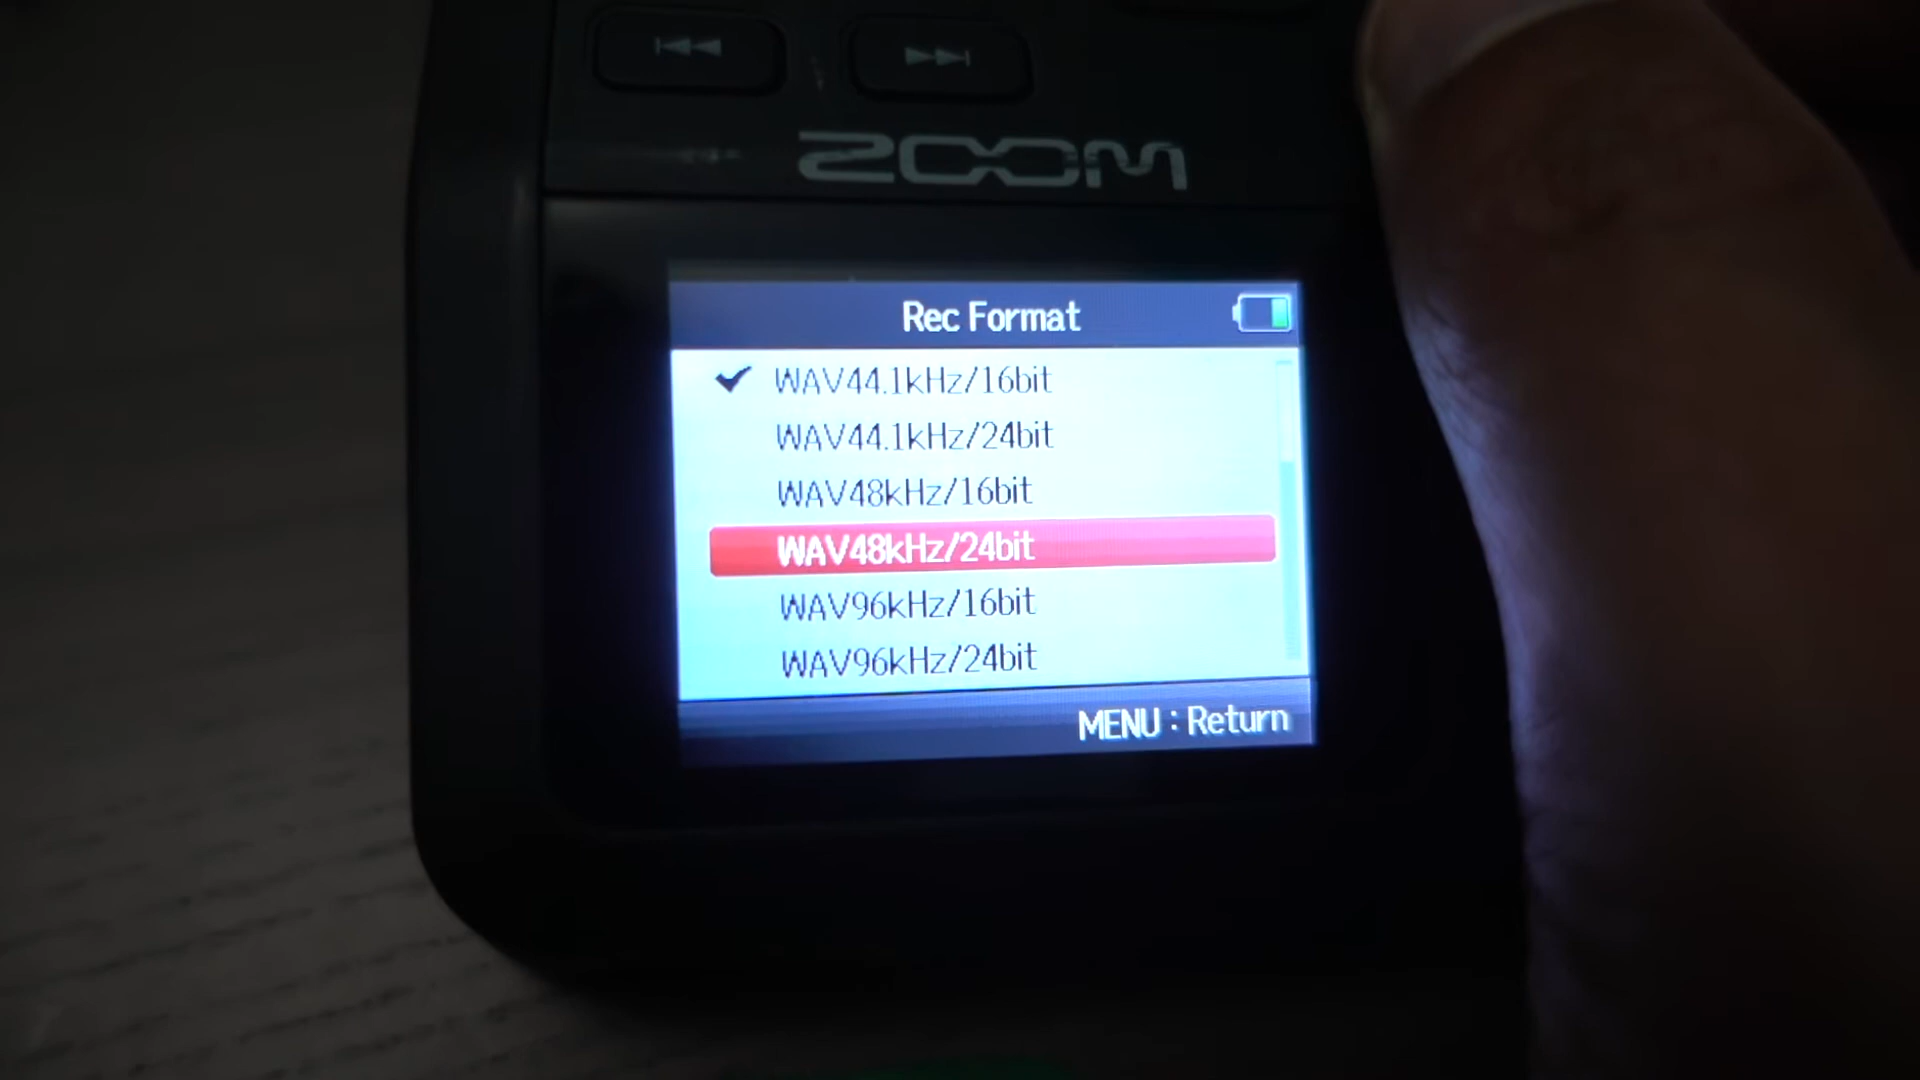 ZOOM
Rec Format
WAV44.1kHz/16bit
WAV44.1kHz/24bit
WAV48kHz/16bit
WAV48kHz/24bit
WAV96kHz/16bit
WAV96kHz/24bit
MENU : Return